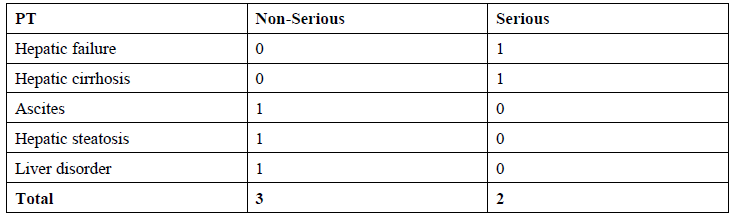 PT Non-Serious Serious
Hepatic failure 0 1
Hepatic cirrhosis 0 1
Ascites 1 0
Hepatic steatosis 1 0
Liver disorder 1 0
Total 3 2